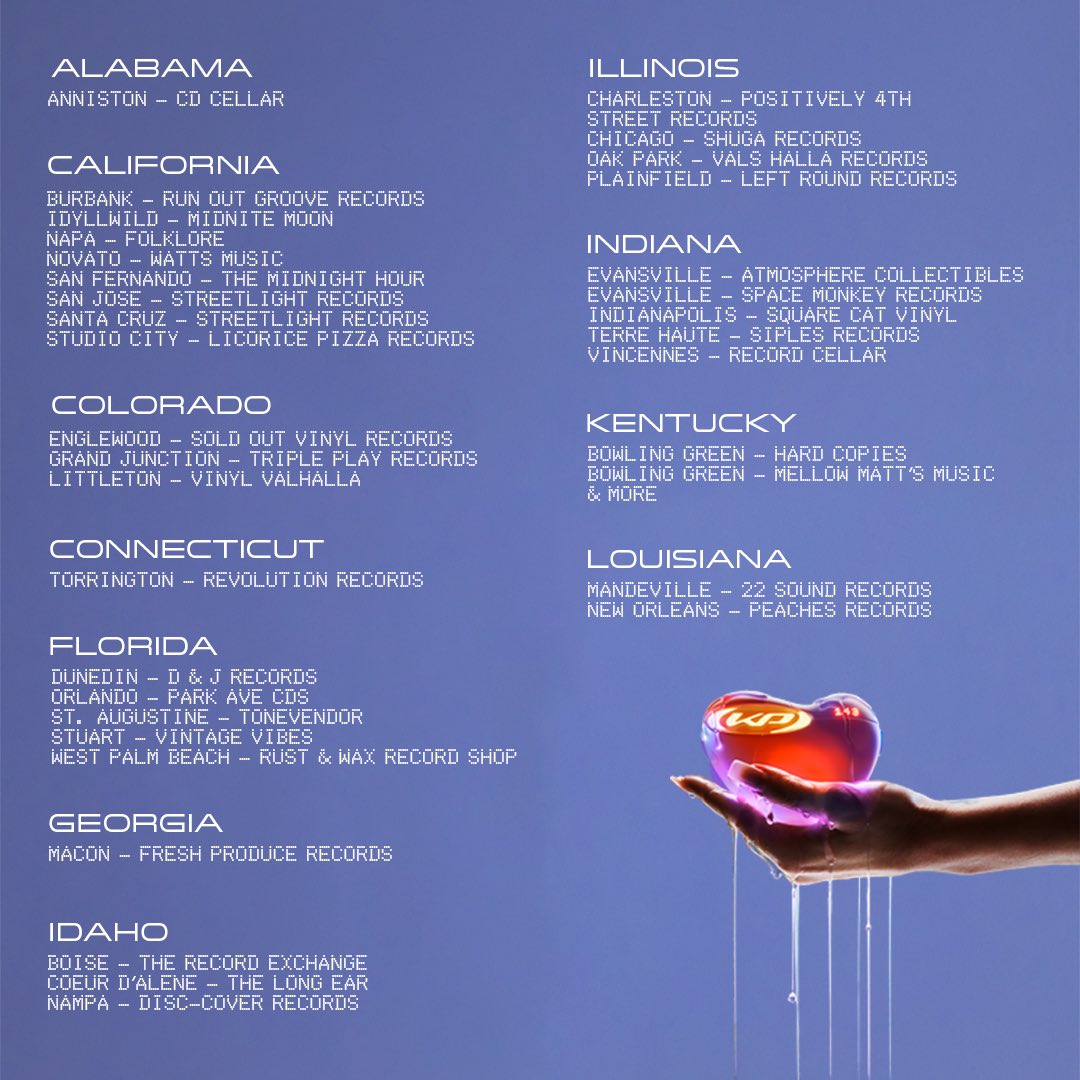 ALABAMA
ANNISTON – CD CELLAR
CALIFORNIA
BURBANK – RUN OUT GROOVE RECORDS
IDYLLWILD – MIDNITE MOON
NAPA – FOLKLORE
NOVATO – WATTS MUSIC
SAN FERNANDO – THE MIDNIGHT HOUR
SAN JOSE – STREETLIGHT RECORDS
SANTA CRUZ – STREETLIGHT RECORDS
STUDIO CITY – LICORICE PIZZA RECORDS
COLORADO
ENGLEWOOD – SOLD OUT VINYL RECORDS
GRAND JUNCTION – TRIPLE PLAY RECORDS
LITTLETON – VINYL VALHALLA
CONNECTICUT
TORRINGTON – REVOLUTION RECORDS
FLORIDA
DUNEDIN – D & J RECORDS
ORLANDO – PARK AVE CDS
ST. AUGUSTINE – TONEVENDOR
STUART – VINTAGE VIBES
WEST PALM BEACH – RUST & WAX RECORD SHOP
GEORGIA
MACON – FRESH PRODUCE RECORDS
IDAHO
BOISE – THE RECORD EXCHANGE
COEUR D'ALENE – THE LONG EAR
NAMPA – DISC-COVER RECORDS
ILLINOIS
CHARLESTON – POSITIVELY 4TH
STREET RECORDS
CHICAGO – SHUGA RECORDS
OAK PARK – VALS HALLA RECORDS
PLAINFIELD – LEFT ROUND RECORDS
INDIANA
EVANSVILLE – ATMOSPHERE COLLECTIBLES
EVANSVILLE – SPACE MONKEY RECORDS
INDIANAPOLIS – SQUARE CAT VINYL
TERRE HAUTE – SIPLES RECORDS
VINCENNES – RECORD CELLAR
KENTUCKY
BOWLING GREEN – HARD COPIES
BOWLING GREEN – MELLOW MATT'S MUSIC
& MORE
LOUISIANA
MANDEVILLE – 22 SOUND RECORDS
NEW ORLEANS – PEACHES RECORDS
KP
143